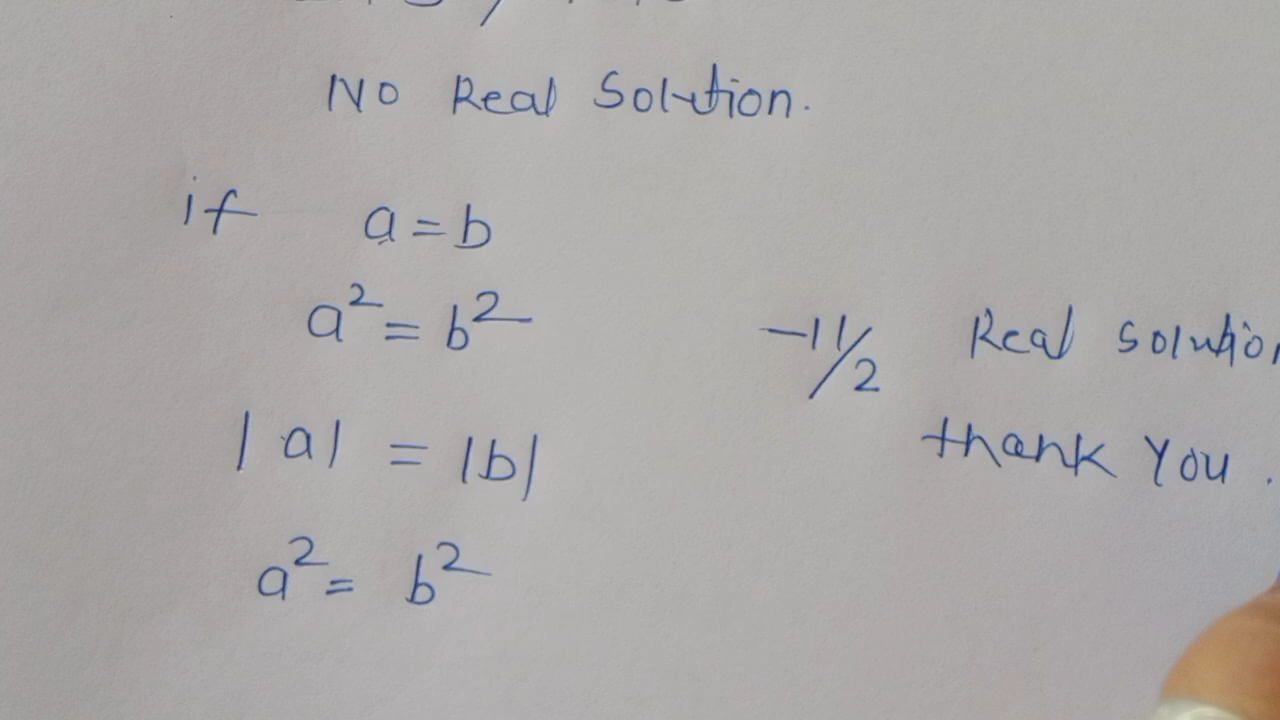 No Real Solution.
if a = b
a² = b²
-11/2 Real solution
|a| = |b|
thank You.
a² = b²